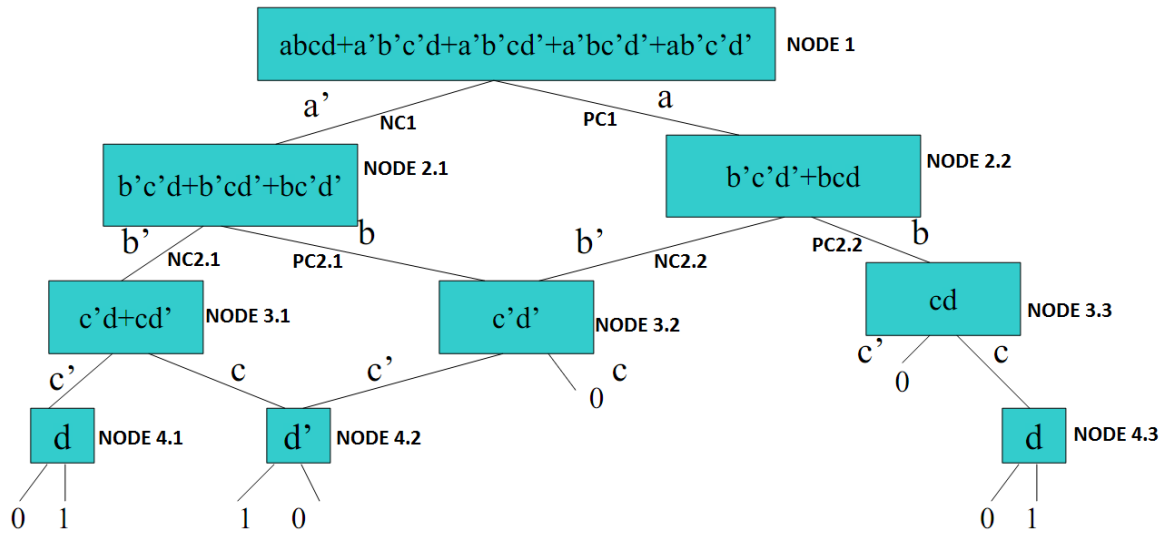 abcd+a’b’c’d+a’b’cd’+a’bc’d’+ab’c’d’
NODE 1
a’
a
NC1
PC1
b’c’d+b’cd’+bc’d’
NODE 2.1
b’c’d’+bcd
NODE 2.2
b’
b
b’
b
NC2.1
PC2.1
NC2.2
PC2.2
c’d+cd’
NODE 3.1
c’d’
NODE 3.2
cd
NODE 3.3
c’
c
c’
c
c’
c
0
0
d
NODE 4.1
d’
NODE 4.2
d
NODE 4.3
0
1
1
0
0
1